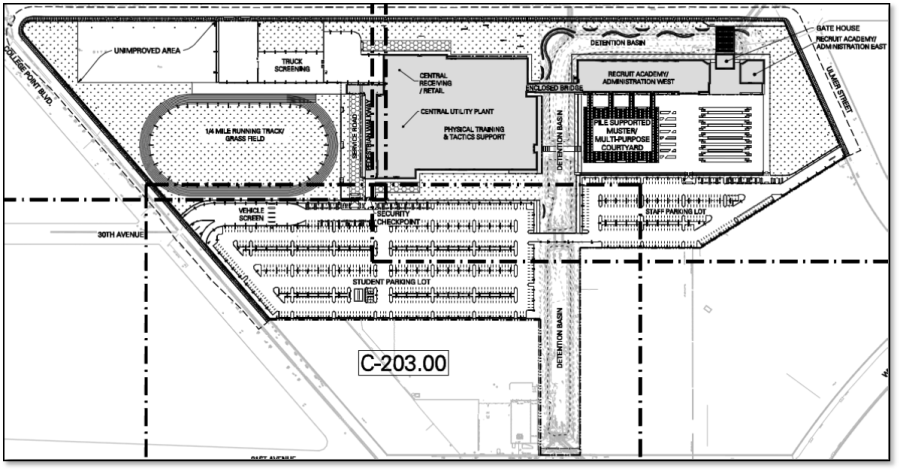 GATE HOUSE
RECRUIT ACADEMY/
ADMINISTRATION EAST
DETENTION BASIN
UNIMPROVED AREA
TRUCK
SCREENING
COLLEGE POINT BLVD.
ULMER STREET
CENTRAL
RECEIVING
/ RETAIL
RECRUIT ACADEMY/
ADMINISTRATION WEST
ENCLOSED BRIDGE
CENTRAL UTILITY PLANT
PHYSICAL TRAINING
& TACTICS SUPPORT
1/4 MILE RUNNING TRACK/
GRASS FIELD
SERVICE ROAD
PEDESTRIAN WALKWAY
DETENTION BASIN
PILE SUPPORTED
MUSTER/
MULTI-PURPOSE
COURTYARD
VEHICLE
SCREEN
SECURITY
CHECKPOINT
STAFF PARKING LOT
30TH AVENUE
STUDENT PARKING LOT
DETENTION BASIN
C-203.00